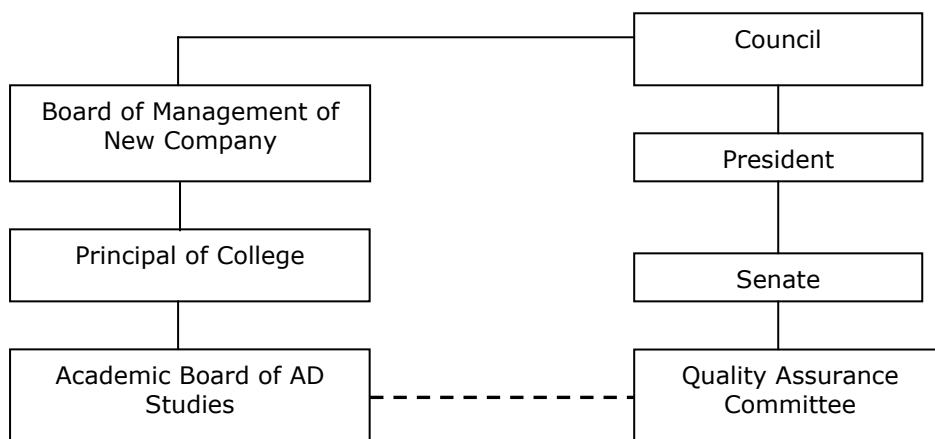 Council
Board of Management of
New Company
President
Principal of College
Senate
Academic Board of AD
Studies
Quality Assurance
Committee